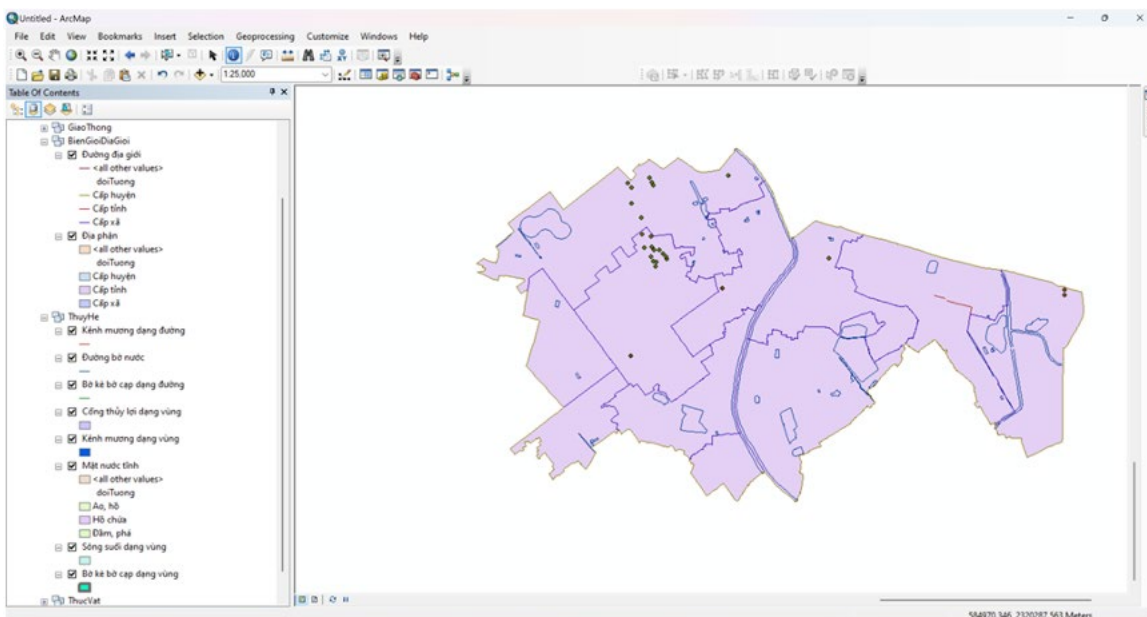 Untitled - ArcMap
File Edit View Bookmarks Insert Selection Geoprocessing Customize Windows Help
1:25,000
Table Of Contents
GiaoThong
BienGioiDiaGioi
Đường địa giới
<all other values>
doiTuong
Cấp huyện
Cấp tỉnh
Cấp xã
Địa phận
<all other values>
doiTuong
Cấp huyện
Cấp tỉnh
Cấp xã
ThuyHe
Kênh mương dạng đường
Đường bờ nước
Bờ kè bờ cạp dạng đường
Cống thủy lợi dạng vùng
Kênh mương dạng vùng
Mặt nước tĩnh
<all other values>
doiTuong
Ao, hồ
Hồ chứa
Đầm, phá
Sông suối dạng vùng
Bờ kè bờ cạp dạng vùng
ThucVat
584970.346 2320287.563 Meters